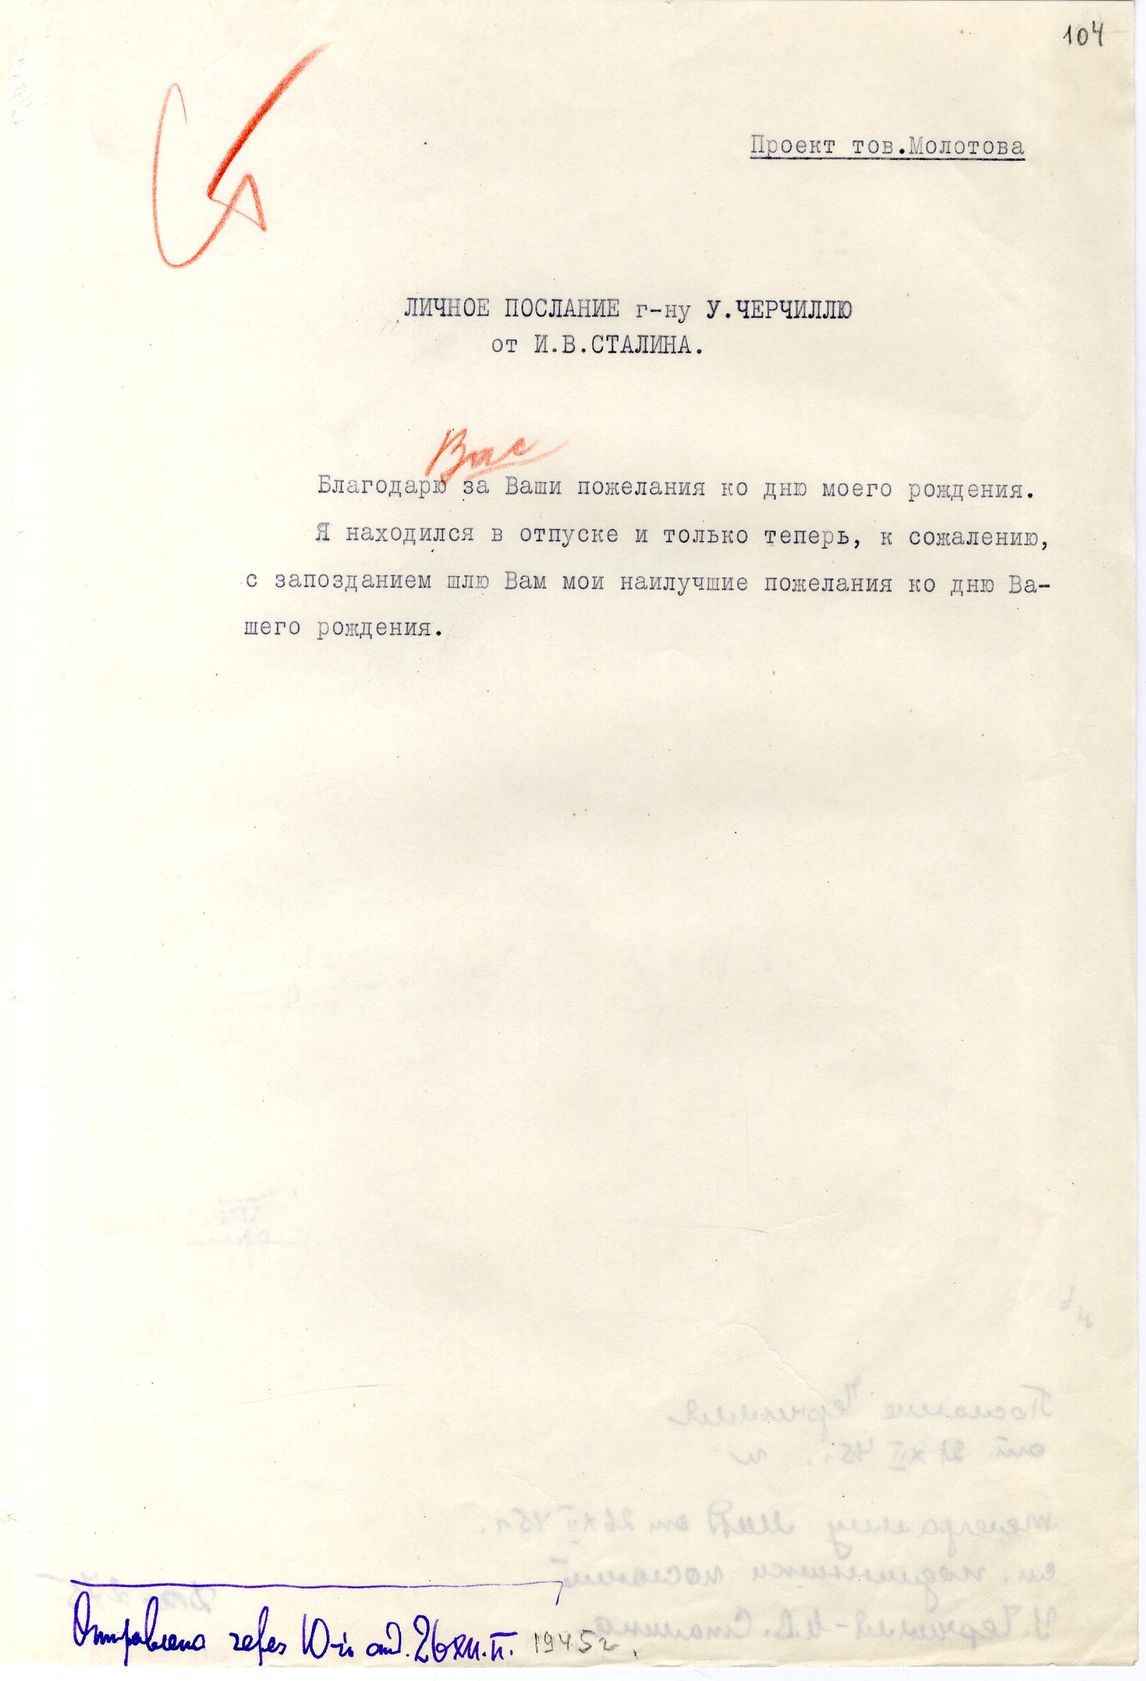 104
Проект тов.Молотова
ЛИЧНОЕ ПОСЛАНИЕ г-ну У.ЧЕРЧИЛЛЮ
от И.В.СТАЛИНА.
Вас
Благодарю за Ваши пожелания ко дню моего рождения.
Я находился в отпуске и только теперь, к сожалению,
с запозданием шлю Вам мои наилучшие пожелания ко дню Ва-
шего рождения.
Отправлено через 10-й отд. 26.XII. 1945г.